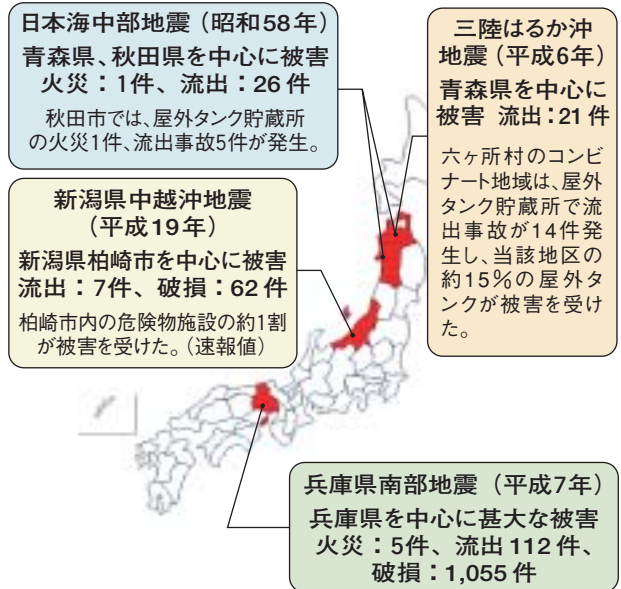 日本海中部地震（昭和58年）
青森県、秋田県を中心に被害
火災：1件、流出：26件
秋田市では、屋外タンク貯蔵所
の火災1件、流出事故5件が発生。
三陸はるか沖
地震（平成6年）
青森県を中心に
被害 流出：21件
六ヶ所村のコンビ
ナート地域は、屋外
タンク貯蔵所で流
出事故が14件発
生し、当該地区の
約15%の屋外タ
ンクが被害を受け
た。
新潟県中越沖地震
（平成19年）
新潟県柏崎市を中心に被害
流出：7件、破損：62件
柏崎市内の危険物施設の約1割
が被害を受けた。（速報値）
兵庫県南部地震（平成7年）
兵庫県を中心に甚大な被害
火災：5件、流出112件、
破損：1,055件